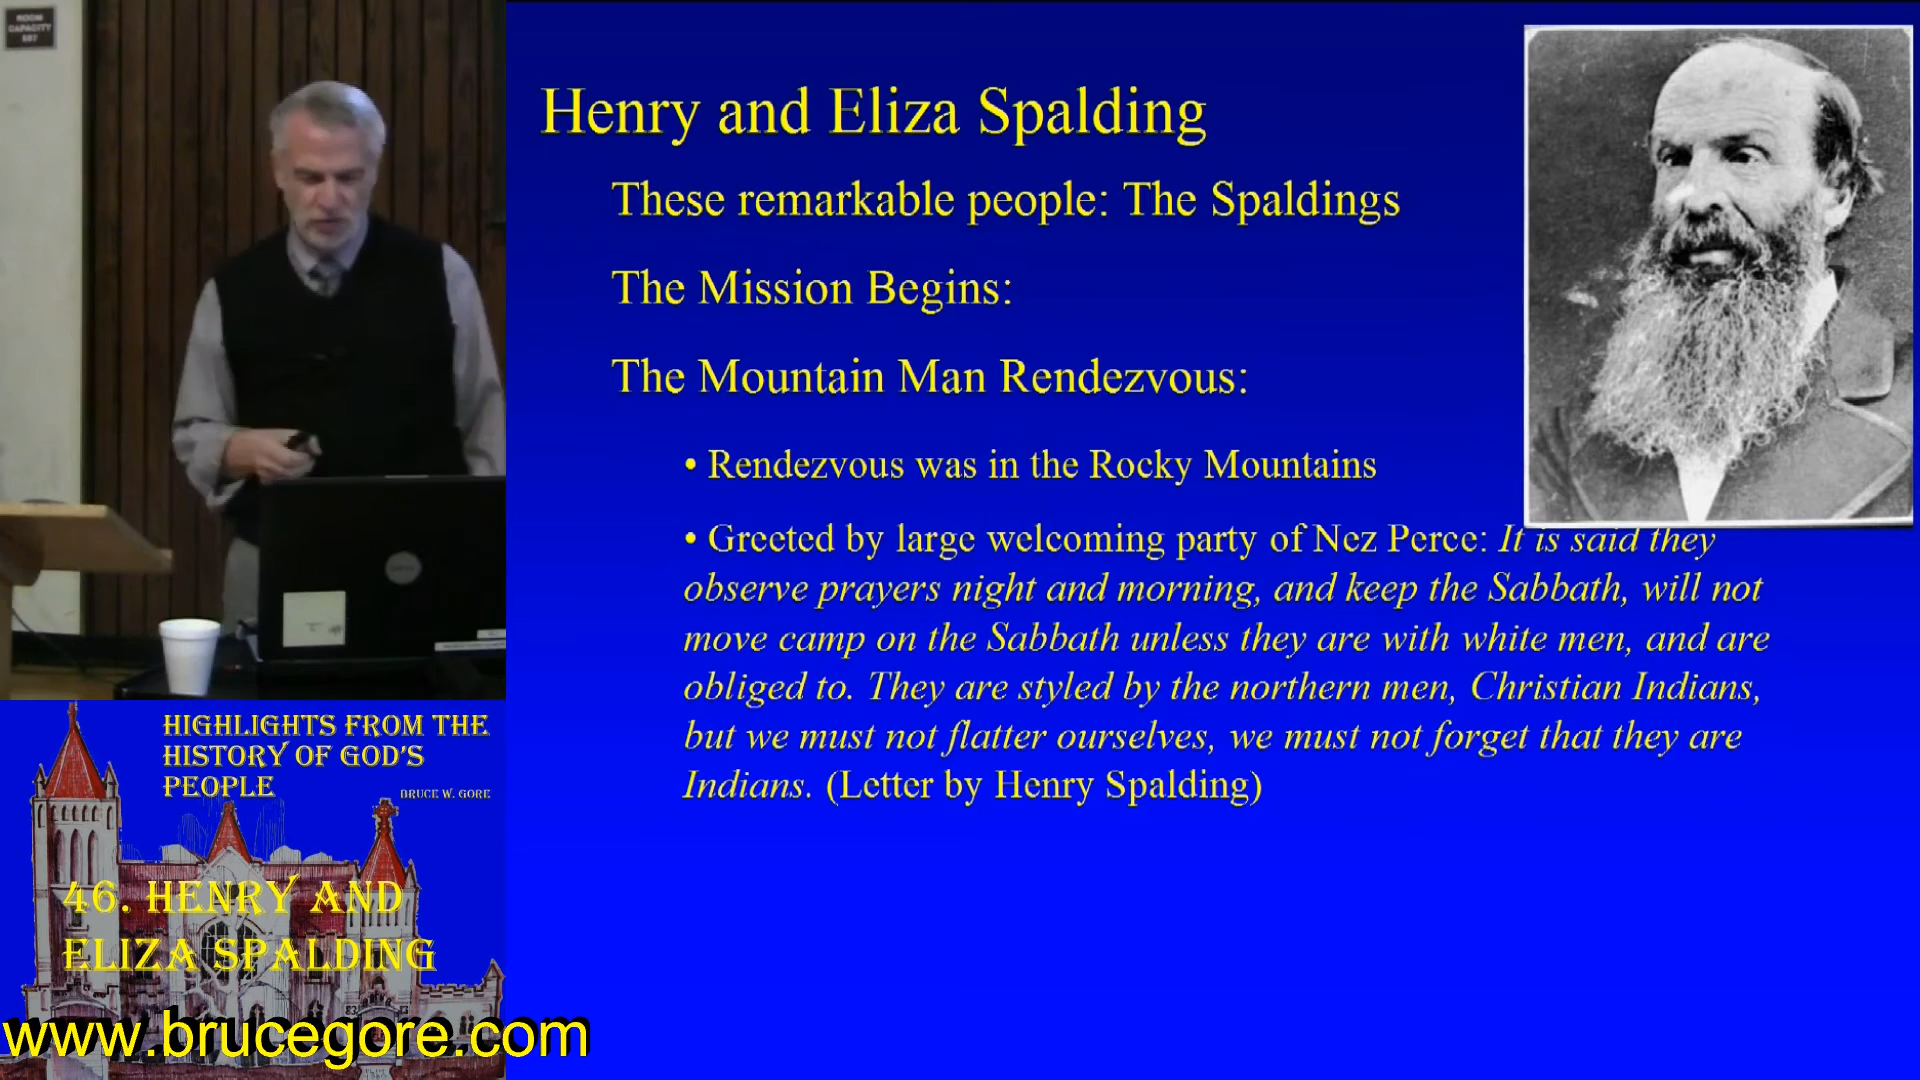 ROOM
CAPACITY
Henry and Eliza Spalding
These remarkable people: The Spaldings
The Mission Begins:
The Mountain Man Rendezvous:
• Rendezvous was in the Rocky Mountains
• Greeted by large welcoming party of Nez Perce: It is said they
observe prayers night and morning, and keep the Sabbath, will not
move camp on the Sabbath unless they are with white men, and are
obliged to. They are styled by the northern men, Christian Indians,
but we must not flatter ourselves, we must not forget that they are
Indians. (Letter by Henry Spalding)
HIGHLIGHTS FROM THE
HISTORY OF GOD'S
PEOPLE
BRUCE W. GORE
46. HENRY AND
ELIZA SPALDING
www.brucegore.com